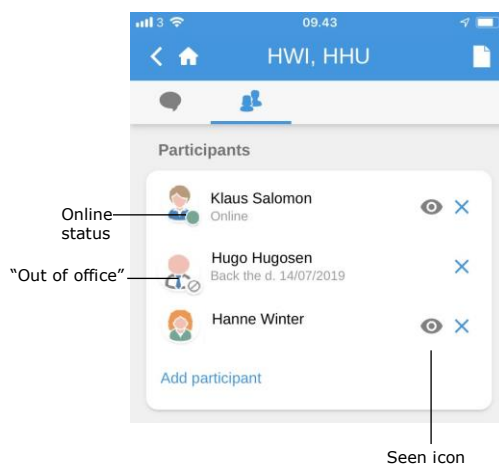 3 09.43
HWI, HHU
Participants
Klaus Salomon
Online
Online
status
Hugo Hugosen
Back the d. 14/07/2019
“Out of office”
Hanne Winter
Add participant
Seen icon